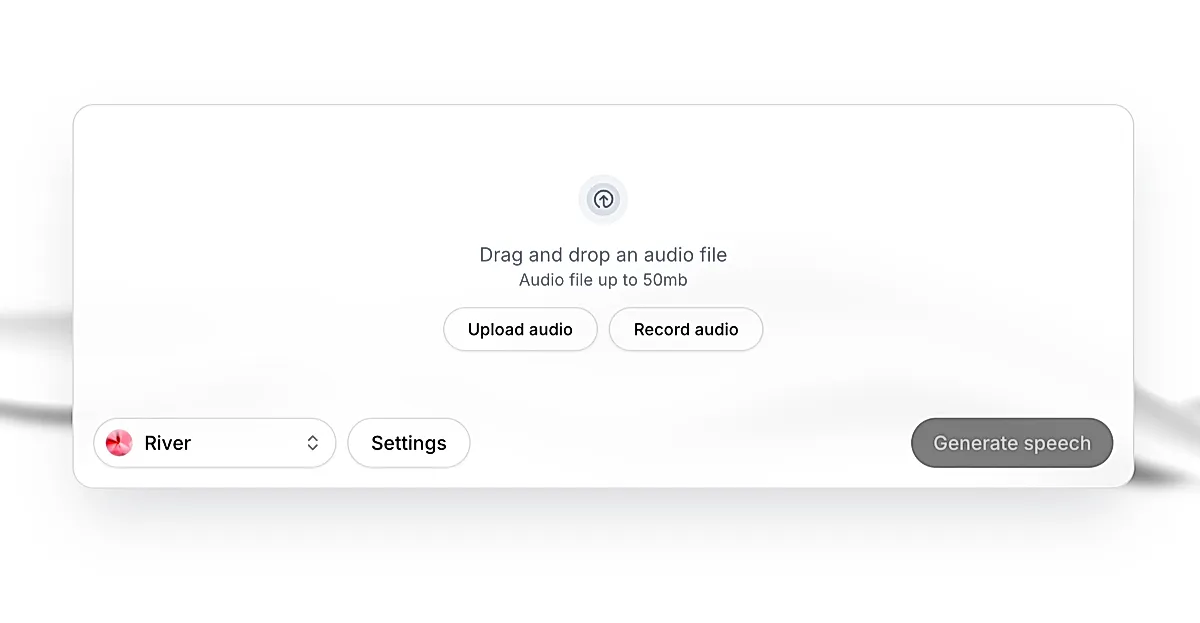 Drag and drop an audio file
Audio file up to 50mb
Upload audio Record audio
River Settings Generate speech